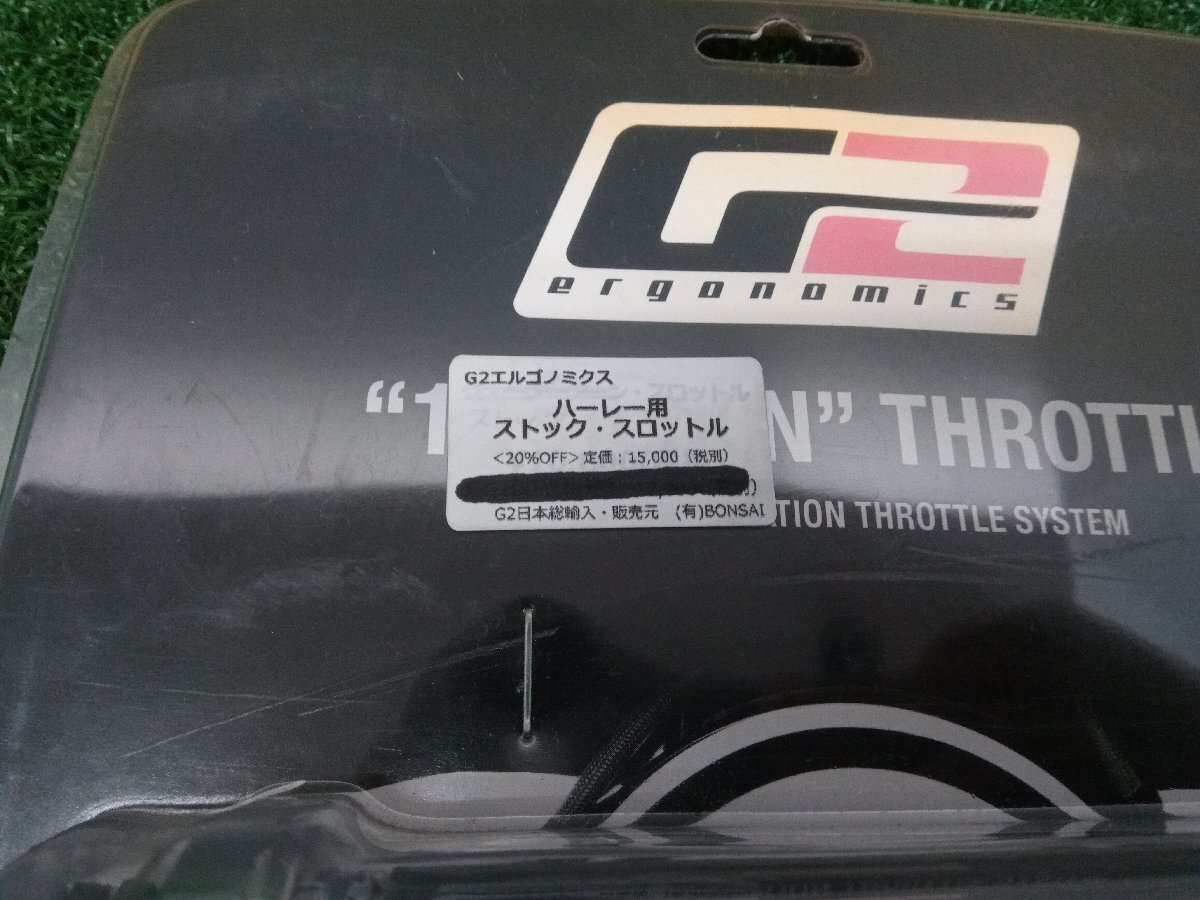 G2
ergonomics
G2エルゴノミクス
ハーレー用
ストック・スロットル
<20%OFF>定価：15,000（税別）
G2日本総輸入・販売元 (有)BONSAI
THROTTL
THROTTLE SYSTEM